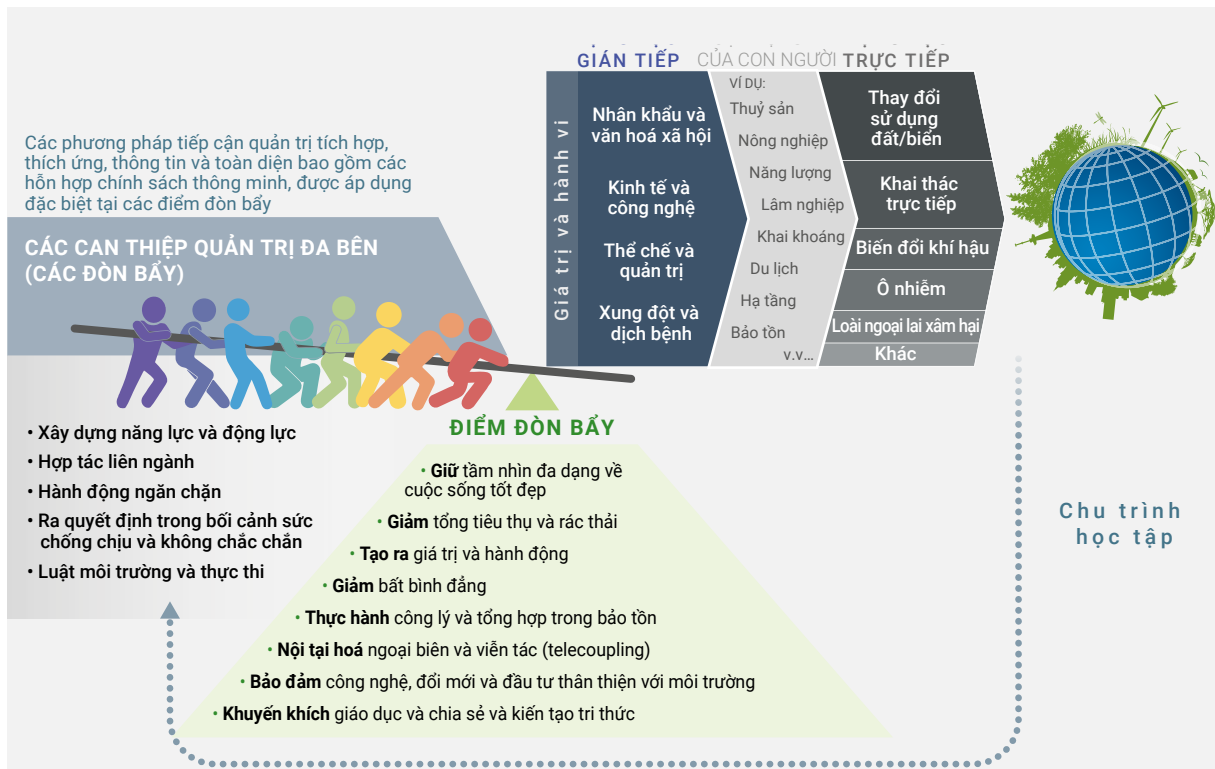 GIÁN TIẾP
CỦA CON NGƯỜI
TRỰC TIẾP
Giá trị và hành vi
Nhân khẩu và
văn hoá xã hội
Kinh tế và
công nghệ
Thể chế và
quản trị
Xung đột và
dịch bệnh
VÍ DỤ:
Thuỷ sản
Nông nghiệp
Năng lượng
Lâm nghiệp
Khai khoáng
Du lịch
Hạ tầng
Bảo tồn
v.v...
Thay đổi
sử dụng
đất/biển
Khai thác
trực tiếp
Biến đổi khí hậu
Ô nhiễm
Loài ngoại lai xâm hại
Khác
Các phương pháp tiếp cận quản trị tích hợp,
thích ứng, thông tin và toàn diện bao gồm các
hỗn hợp chính sách thông minh, được áp dụng
đặc biệt tại các điểm đòn bẩy
CÁC CAN THIỆP QUẢN TRỊ ĐA BÊN
(CÁC ĐÒN BẨY)
• Xây dựng năng lực và động lực
• Hợp tác liên ngành
• Hành động ngăn chặn
• Ra quyết định trong bối cảnh sức
chống chịu và không chắc chắn
• Luật môi trường và thực thi
ĐIỂM ĐÒN BẨY
• Giữ tầm nhìn đa dạng về
cuộc sống tốt đẹp
• Giảm tổng tiêu thụ và rác thải
• Tạo ra giá trị và hành động
• Giảm bất bình đẳng
• Thực hành công lý và tổng hợp trong bảo tồn
• Nội tại hoá ngoại biên và viễn tác (telecoupling)
• Bảo đảm công nghệ, đổi mới và đầu tư thân thiện với môi trường
• Khuyến khích giáo dục và chia sẻ và kiến tạo tri thức
Chu trình
học tập